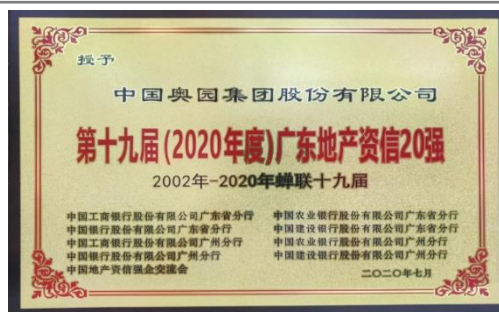 授予
中国奥园集团股份有限公司
第十九届(2020年度)广东地产资信20强
2002年-2020年蝉联十九届
中国工商银行股份有限公司广东省分行
中国农业银行股份有限公司广东省分行
中国银行股份有限公司广东省分行
中国建设银行股份有限公司广东省分行
中国工商银行股份有限公司广州分行
中国农业银行股份有限公司广州分行
中国银行股份有限公司广州分行
中国建设银行股份有限公司广州分行
中国地产资信强企交流会
二〇二〇年七月